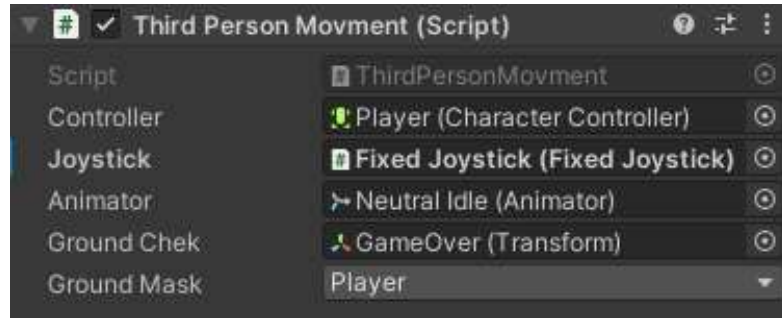 # Third Person Movment (Script)
Script # ThirdPersonMovment
Controller Player (Character Controller)
Joystick # Fixed Joystick (Fixed Joystick)
Animator Neutral Idle (Animator)
Ground Chek GameOver (Transform)
Ground Mask Player